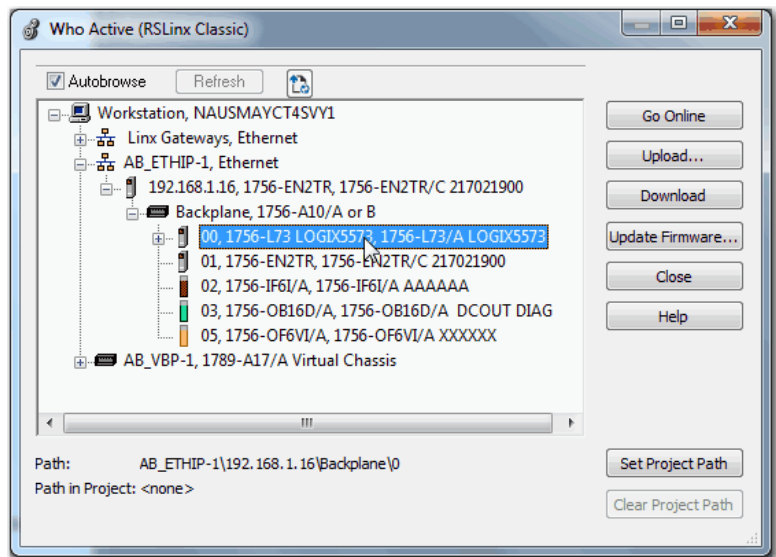 Who Active (RSLinx Classic)
Autobrowse Refresh
Workstation, NAUSMAYCT4SVY1
Linx Gateways, Ethernet
AB_ETHIP-1, Ethernet
192.168.1.16, 1756-EN2TR, 1756-EN2TR/C 217021900
Backplane, 1756-A10/A or B
00, 1756-L73 LOGIX5573, 1756-L73/A LOGIX5573
01, 1756-EN2TR, 1756-EN2TR/C 217021900
02, 1756-IF6I/A, 1756-IF6I/A AAAAAA
03, 1756-OB16D/A, 1756-OB16D/A DCOUT DIAG
05, 1756-OF6VI/A, 1756-OF6VI/A XXXXXX
AB_VBP-1, 1789-A17/A Virtual Chassis
Go Online
Upload...
Download
Update Firmware...
Close
Help
Path: AB_ETHIP-1\192.168.1.16\Backplane\0
Path in Project: <none>
Set Project Path
Clear Project Path